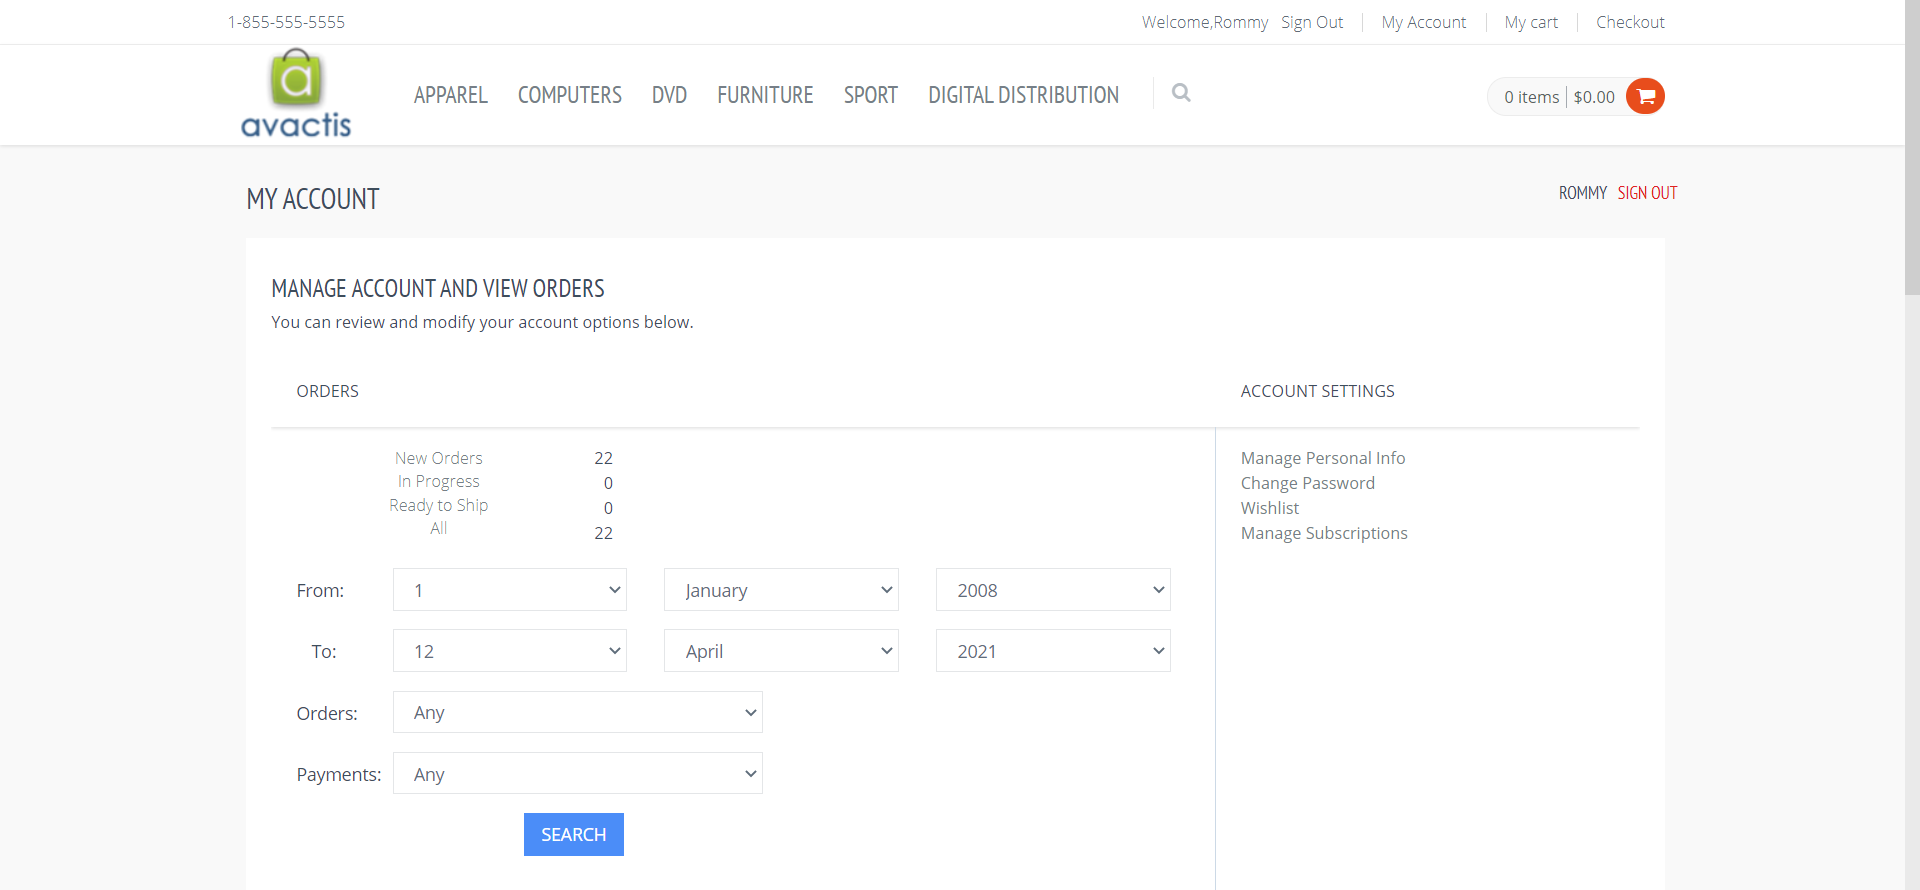 1-855-555-5555
Welcome,Rommy Sign Out My Account My cart Checkout
a
avactis
APPAREL COMPUTERS DVD FURNITURE SPORT DIGITAL DISTRIBUTION
0 items $0.00
MY ACCOUNT
ROMMY SIGN OUT
MANAGE ACCOUNT AND VIEW ORDERS
You can review and modify your account options below.
ORDERS
New Orders 22
In Progress 0
Ready to Ship 0
All 22
From: 1 January 2008
To: 12 April 2021
Orders: Any
Payments: Any
SEARCH
ACCOUNT SETTINGS
Manage Personal Info
Change Password
Wishlist
Manage Subscriptions